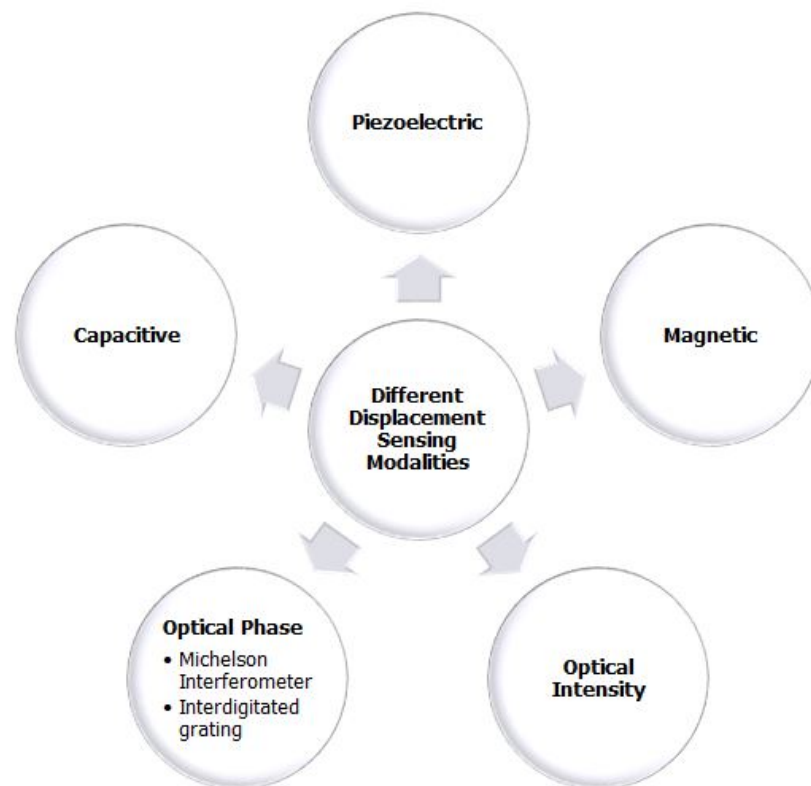 Piezoelectric
Capacitive
Magnetic
Different
Displacement
Sensing
Modalities
Optical Phase
• Michelson
Interferometer
• Interdigitated
grating
Optical
Intensity